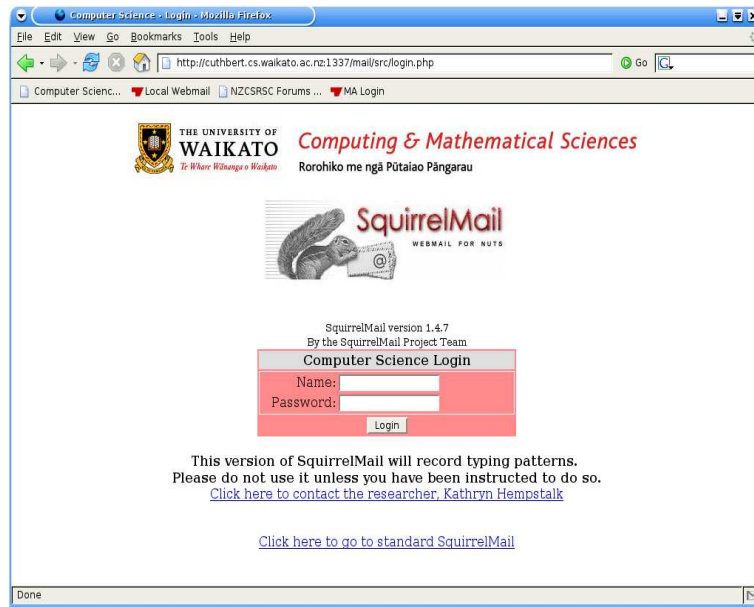 Computer Science - Login - Mozilla Firefox
File Edit View Go Bookmarks Tools Help
http://cuthbert.cs.waikato.ac.nz:1337/mail/src/login.php Go G
Computer Scienc... Local Webmail NZCSRSC Forums ... MA Login
THE UNIVERSITY OF
WAIKATO
Te Whare Wānanga o Waikato
Computing & Mathematical Sciences
Rorohiko me ngā Pūtaiao Pāngarau
SquirrelMail
WEBMAIL FOR NUTS
@
SquirrelMail version 1.4.7
By the SquirrelMail Project Team
Computer Science Login
Name:
Password:
Login
This version of SquirrelMail will record typing patterns.
Please do not use it unless you have been instructed to do so.
Click here to contact the researcher, Kathryn Hempstalk
Click here to go to standard SquirrelMail
Done